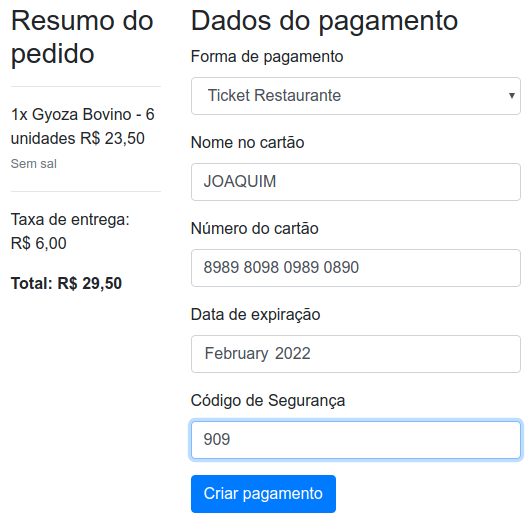 Resumo do
pedido
1x Gyoza Bovino - 6
unidades R$ 23,50
Sem sal
Taxa de entrega:
R$ 6,00
Total: R$ 29,50
Dados do pagamento
Forma de pagamento
Ticket Restaurante
Nome no cartão
JOAQUIM
Número do cartão
8989 8098 0989 0890
Data de expiração
February 2022
Código de Segurança
909
Criar pagamento